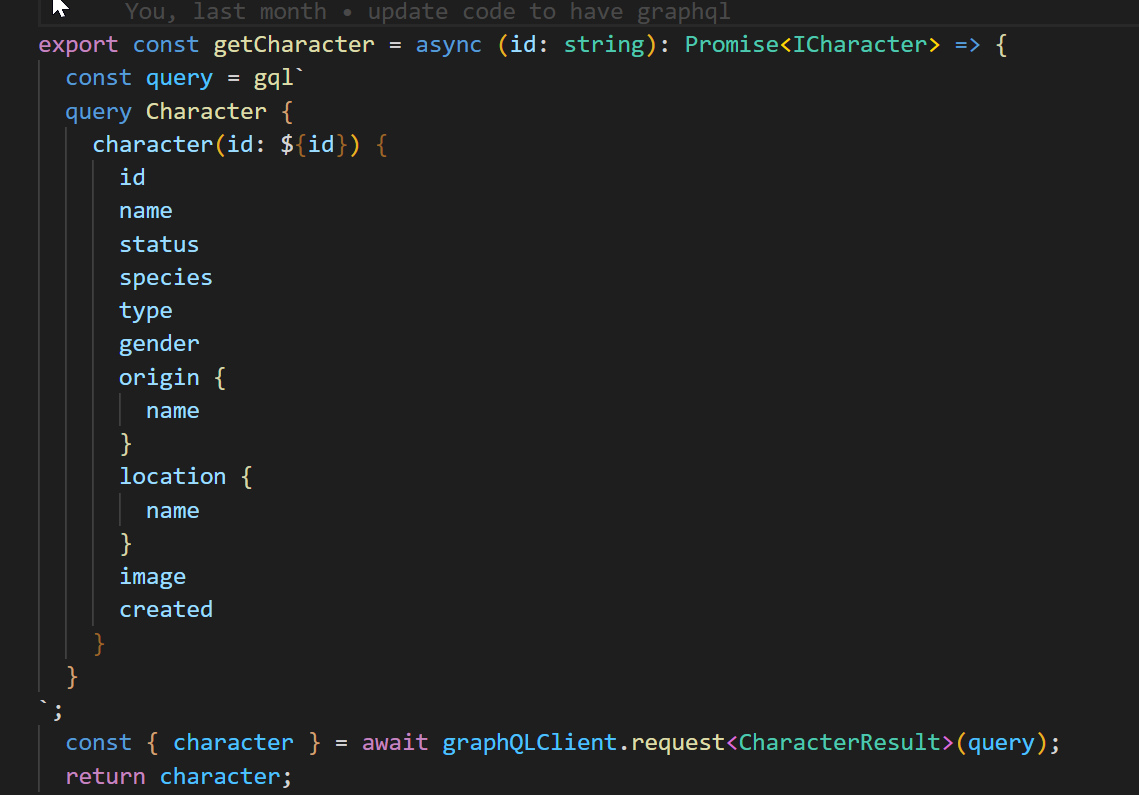 You, last month • update code to have graphql
export const getCharacter = async (id: string): Promise<ICharacter> => {
  const query = gql`
  query Character {
    character(id: ${id}) {
      id
      name
      status
      species
      type
      gender
      origin {
        name
      }
      location {
        name
      }
      image
      created
    }
  }
`;
  const { character } = await graphQLClient.request<CharacterResult>(query);
  return character;